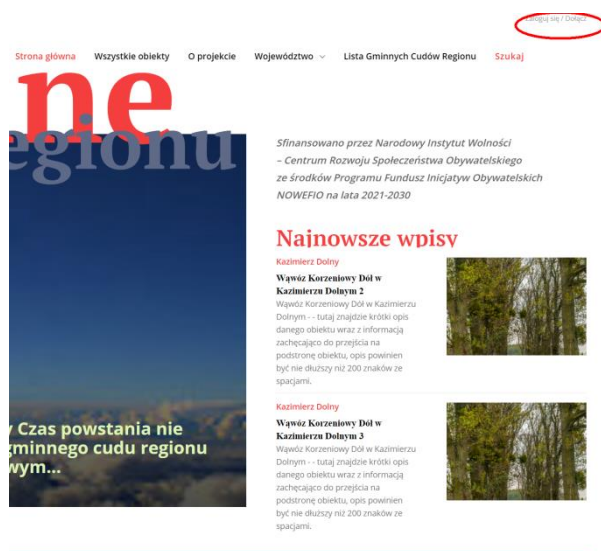 Zaloguj się / Dołącz
Strona główna Wszystkie obiekty O projekcie Województwo Lista Gminnych Cudów Regionu Szukaj
ne
egionu
Sfinansowano przez Narodowy Instytut Wolności
– Centrum Rozwoju Społeczeństwa Obywatelskiego
ze środków Programu Fundusz Inicjatyw Obywatelskich
NOWEFIO na lata 2021-2030
Najnowsze wpisy
Kazimierz Dolny
Wąwóz Korzeniowy Dół w
Kazimierzu Dolnym 2
Wąwóz Korzeniowy Dół w Kazimierzu
Dolnym - - tutaj znajdzie krótki opis
danego obiektu wraz z informacją
zachęcająco do przejścia na
podstronę obiektu, opis powinien
być nie dłuższy niż 200 znaków ze
spacjami.
Kazimierz Dolny
Wąwóz Korzeniowy Dół w
Kazimierzu Dolnym 3
Wąwóz Korzeniowy Dół w Kazimierzu
Dolnym - - tutaj znajdzie krótki opis
danego obiektu wraz z informacją
zachęcająco do przejścia na
podstronę obiektu, opis powinien
być nie dłuższy niż 200 znaków ze
spacjami.
y Czas powstania nie
gminnego cudu regionu
wym...